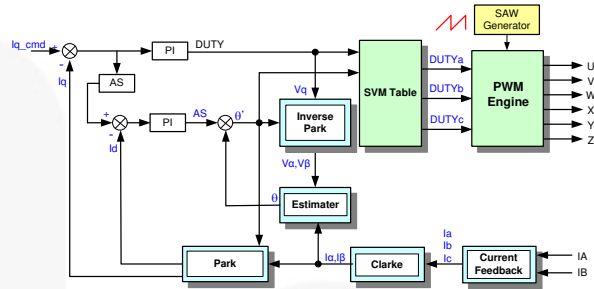 SAW
Generator
Iq_cmd
+
-
Iq
PI
DUTY
AS
+
-
Id
PI
AS
θ*
Vq
Inverse
Park
SVM Table
DUTYa
DUTYb
DUTYc
PWM
Engine
U
V
W
X
Y
Z
Vα,Vβ
θ
Estimater
Park
Iα,Iβ
Clarke
Ia
Ib
Ic
Current
Feedback
IA
IB